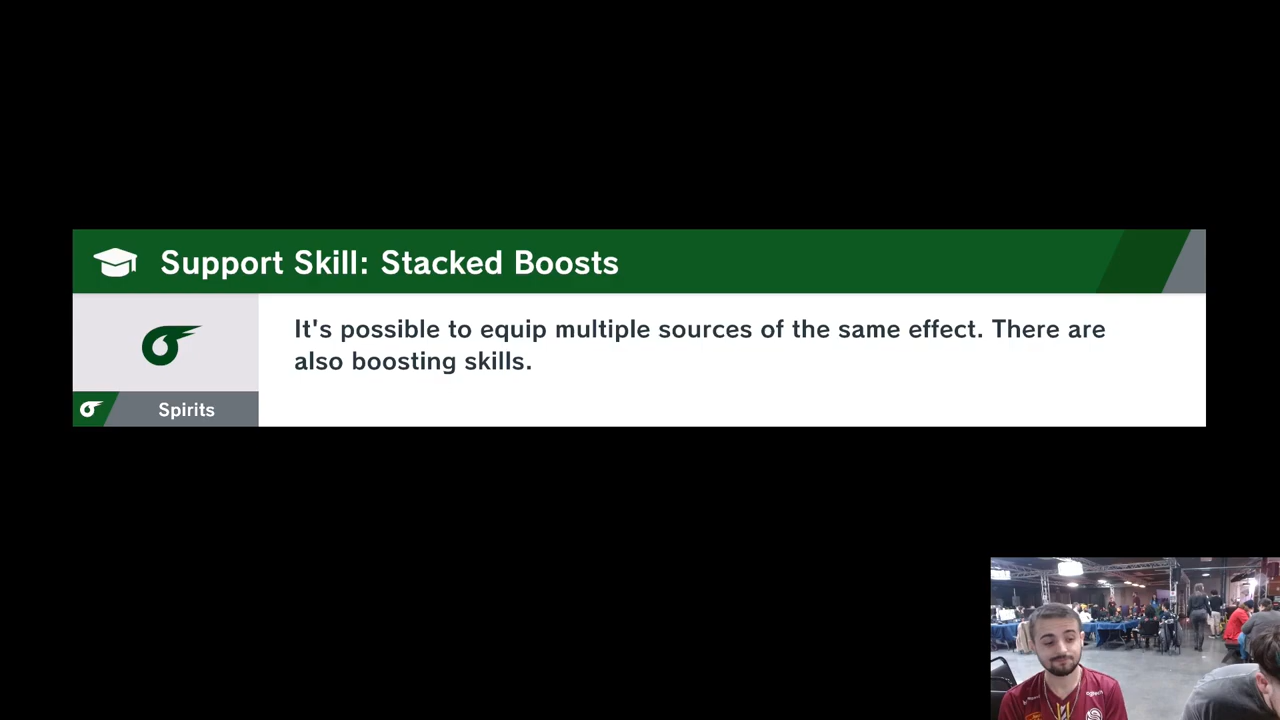 Support Skill: Stacked Boosts
It's possible to equip multiple sources of the same effect. There are
also boosting skills.
Spirits